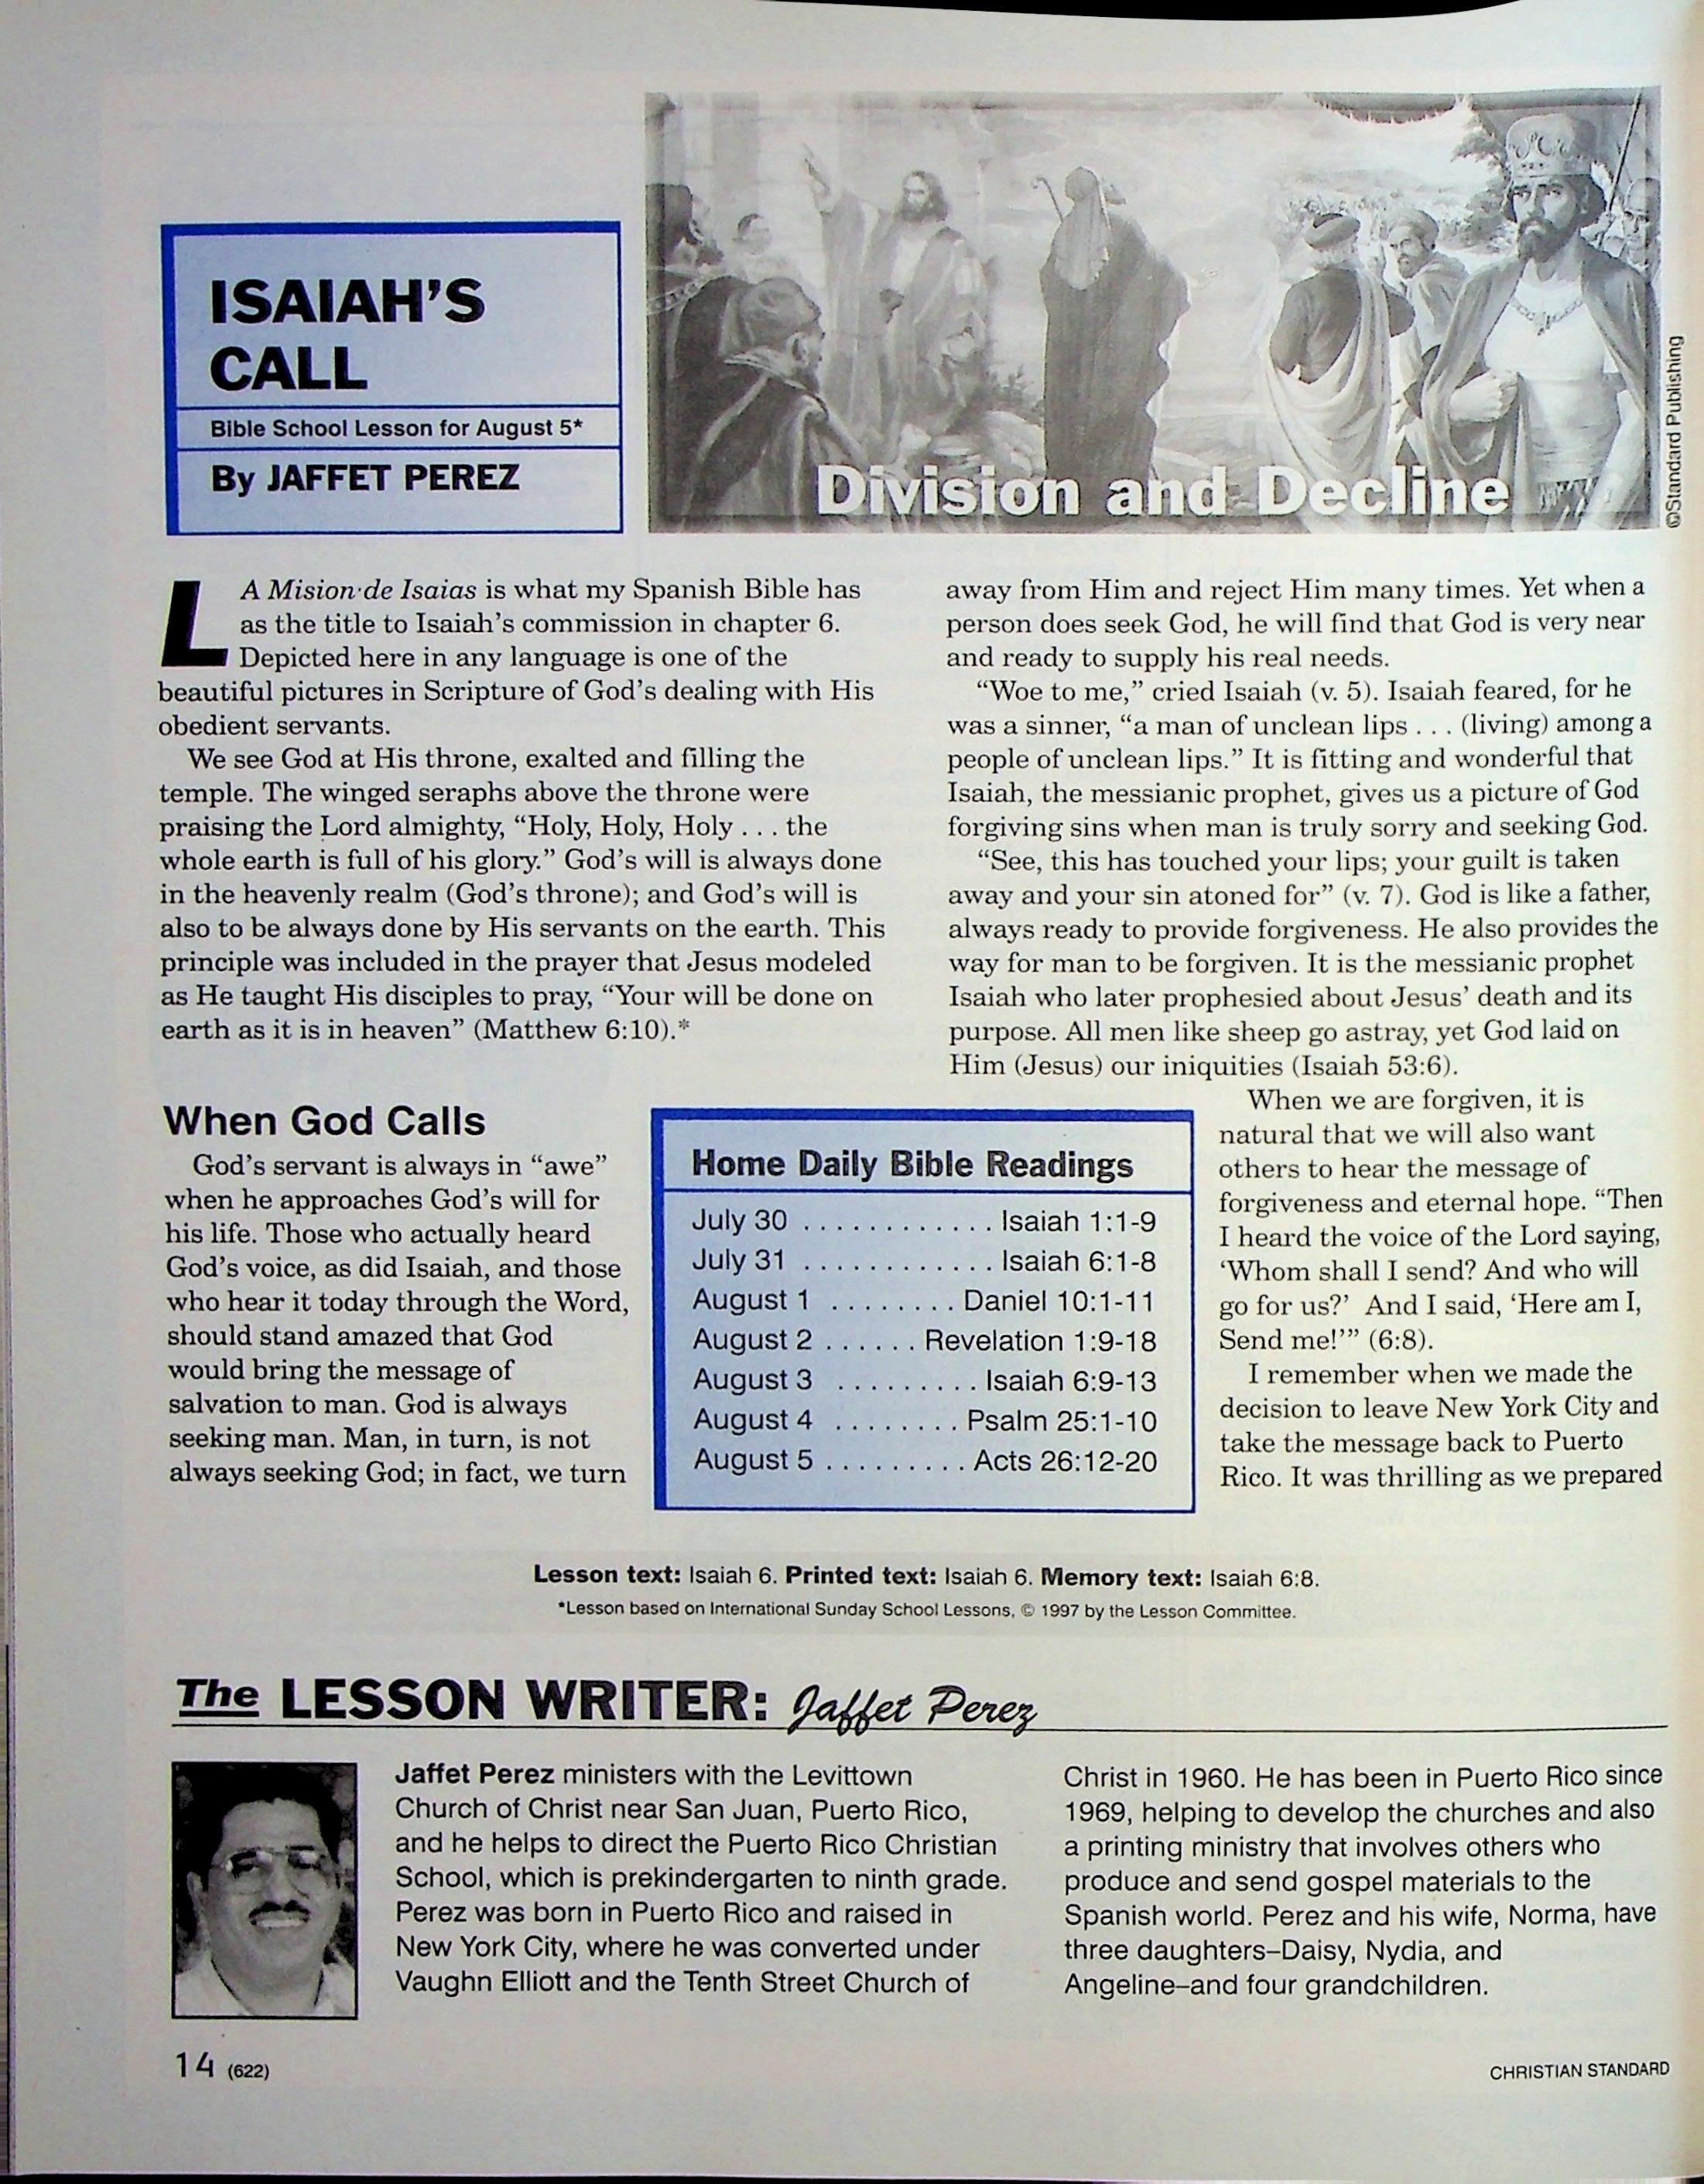 ISAIAH'S
CALL
Bible School Lesson for August 5*
By JAFFET PEREZ
Division and Decline
©Standard Publishing
LA Mision de Isaias is what my Spanish Bible has
as the title to Isaiah's commission in chapter 6.
Depicted here in any language is one of the
beautiful pictures in Scripture of God's dealing with His
obedient servants.
We see God at His throne, exalted and filling the
temple. The winged seraphs above the throne were
praising the Lord almighty, “Holy, Holy, Holy . . . the
whole earth is full of his glory.” God's will is always done
in the heavenly realm (God's throne); and God's will is
also to be always done by His servants on the earth. This
principle was included in the prayer that Jesus modeled
as He taught His disciples to pray, “Your will be done on
earth as it is in heaven” (Matthew 6:10).*
When God Calls
God's servant is always in “awe”
when he approaches God's will for
his life. Those who actually heard
God's voice, as did Isaiah, and those
who hear it today through the Word,
should stand amazed that God
would bring the message of
salvation to man. God is always
seeking man. Man, in turn, is not
always seeking God; in fact, we turn
away from Him and reject Him many times. Yet when a
person does seek God, he will find that God is very near
and ready to supply his real needs.
“Woe to me,” cried Isaiah (v. 5). Isaiah feared, for he
was a sinner, “a man of unclean lips . . . (living) among a
people of unclean lips.” It is fitting and wonderful that
Isaiah, the messianic prophet, gives us a picture of God
forgiving sins when man is truly sorry and seeking God.
“See, this has touched your lips; your guilt is taken
away and your sin atoned for” (v. 7). God is like a father,
always ready to provide forgiveness. He also provides the
way for man to be forgiven. It is the messianic prophet
Isaiah who later prophesied about Jesus' death and its
purpose. All men like sheep go astray, yet God laid on
Him (Jesus) our iniquities (Isaiah 53:6).
When we are forgiven, it is
natural that we will also want
others to hear the message of
forgiveness and eternal hope. “Then
I heard the voice of the Lord saying,
‘Whom shall I send? And who will
go for us?’ And I said, ‘Here am I,
Send me!’” (6:8).
I remember when we made the
decision to leave New York City and
take the message back to Puerto
Rico. It was thrilling as we prepared
Home Daily Bible Readings
July 30 . . . . . . . . . . . . Isaiah 1:1-9
July 31 . . . . . . . . . . . . Isaiah 6:1-8
August 1 . . . . . . . . Daniel 10:1-11
August 2 . . . . . . Revelation 1:9-18
August 3 . . . . . . . . . Isaiah 6:9-13
August 4 . . . . . . . . Psalm 25:1-10
August 5 . . . . . . . . . Acts 26:12-20
Lesson text: Isaiah 6. Printed text: Isaiah 6. Memory text: Isaiah 6:8.
*Lesson based on International Sunday School Lessons, © 1997 by the Lesson Committee.
The LESSON WRITER: Jaffet Perez
Jaffet Perez ministers with the Levittown
Church of Christ near San Juan, Puerto Rico,
and he helps to direct the Puerto Rico Christian
School, which is prekindergarten to ninth grade.
Perez was born in Puerto Rico and raised in
New York City, where he was converted under
Vaughn Elliott and the Tenth Street Church of
Christ in 1960. He has been in Puerto Rico since
1969, helping to develop the churches and also
a printing ministry that involves others who
produce and send gospel materials to the
Spanish world. Perez and his wife, Norma, have
three daughters–Daisy, Nydia, and
Angeline–and four grandchildren.
14 (622)
CHRISTIAN STANDARD